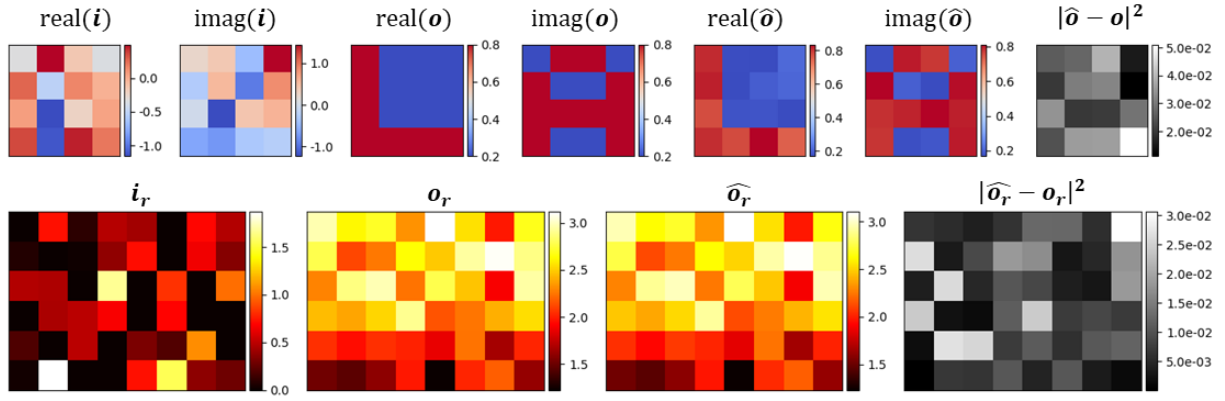 real(i) imag(i) real(o) imag(o) real(ô) imag(ô) |ô − o|²
0.0 -0.5 -1.0
1.0 0.0 -1.0
0.8 0.6 0.4 0.2
0.8 0.6 0.4 0.2
0.8 0.6 0.4 0.2
0.8 0.6 0.4 0.2
5.0e-02 4.0e-02 3.0e-02 2.0e-02
i_r o_r ô_r |ô_r − o_r|²
1.5 1.0 0.5 0.0
3.0 2.5 2.0 1.5
3.0 2.5 2.0 1.5
3.0e-02 2.5e-02 2.0e-02 1.5e-02 1.0e-02 5.0e-03